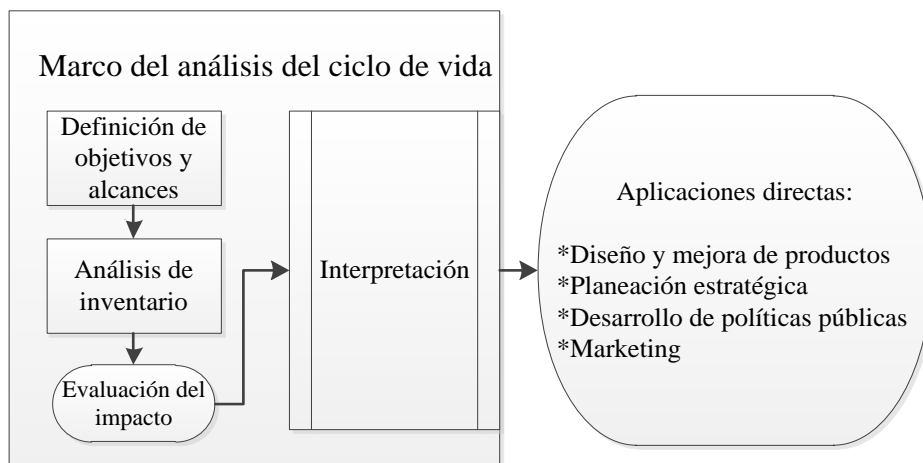 Marco del análisis del ciclo de vida
Definición de
objetivos y
alcances
Análisis de
inventario
Evaluación del
impacto
Interpretación
Aplicaciones directas:
*Diseño y mejora de productos
*Planeación estratégica
*Desarrollo de políticas públicas
*Marketing